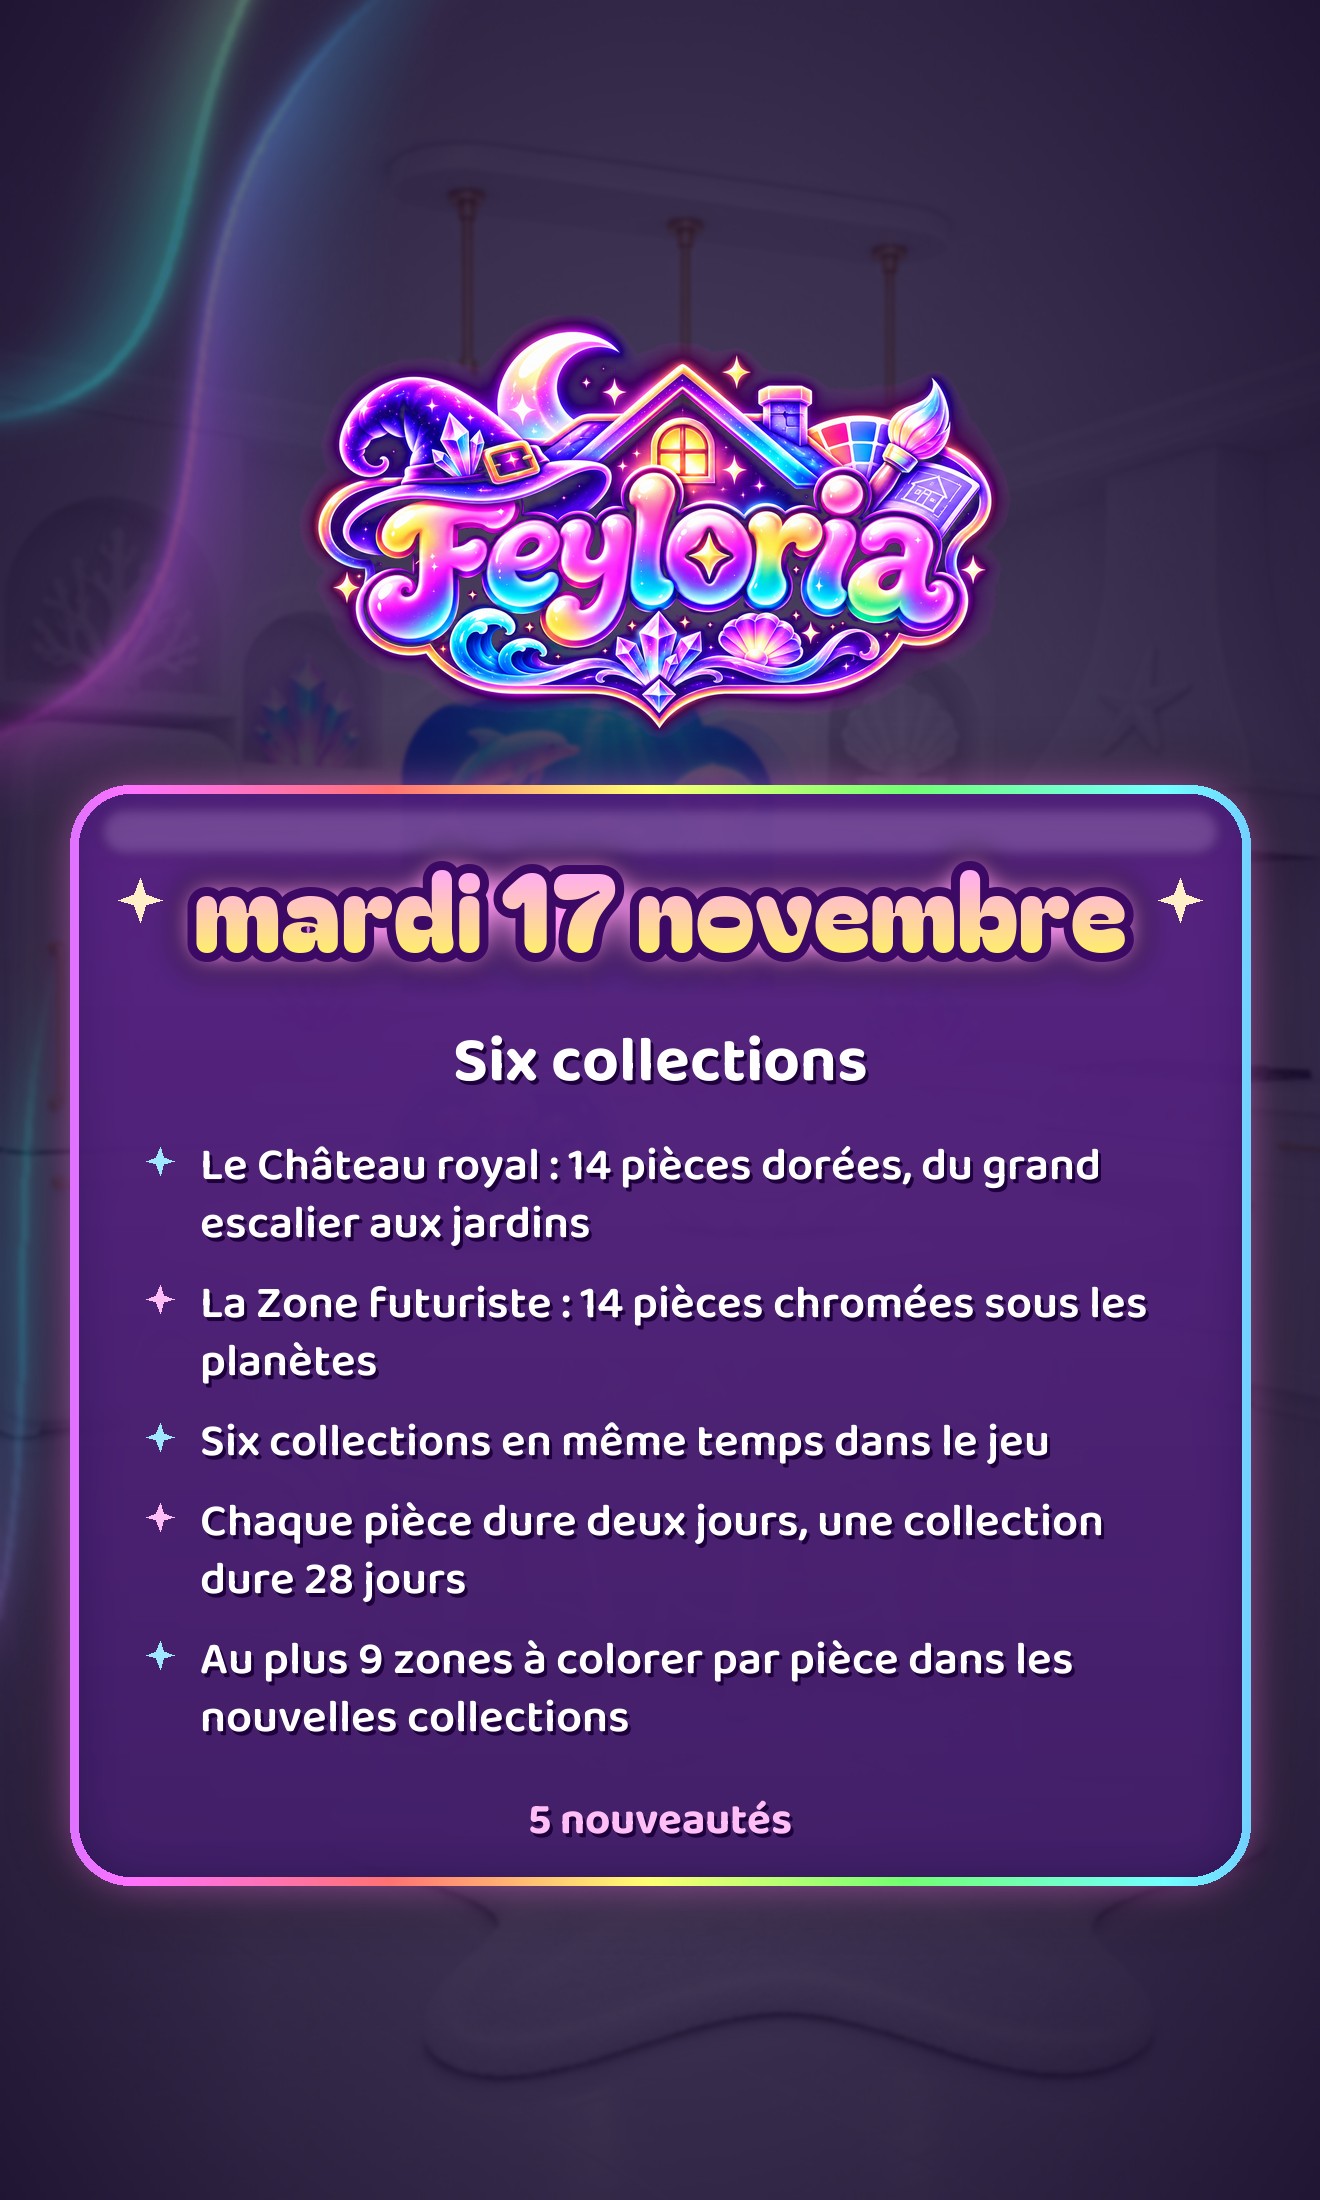 Feyloria
mardi 17 novembre
Six collections
Le Château royal : 14 pièces dorées, du grand
escalier aux jardins
La Zone futuriste : 14 pièces chromées sous les
planètes
Six collections en même temps dans le jeu
Chaque pièce dure deux jours, une collection
dure 28 jours
Au plus 9 zones à colorer par pièce dans les
nouvelles collections
5 nouveautés